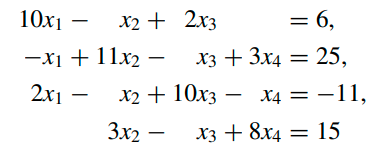 10x₁ − x₂ + 2x₃ = 6,
−x₁ + 11x₂ − x₃ + 3x₄ = 25,
2x₁ − x₂ + 10x₃ − x₄ = −11,
3x₂ − x₃ + 8x₄ = 15